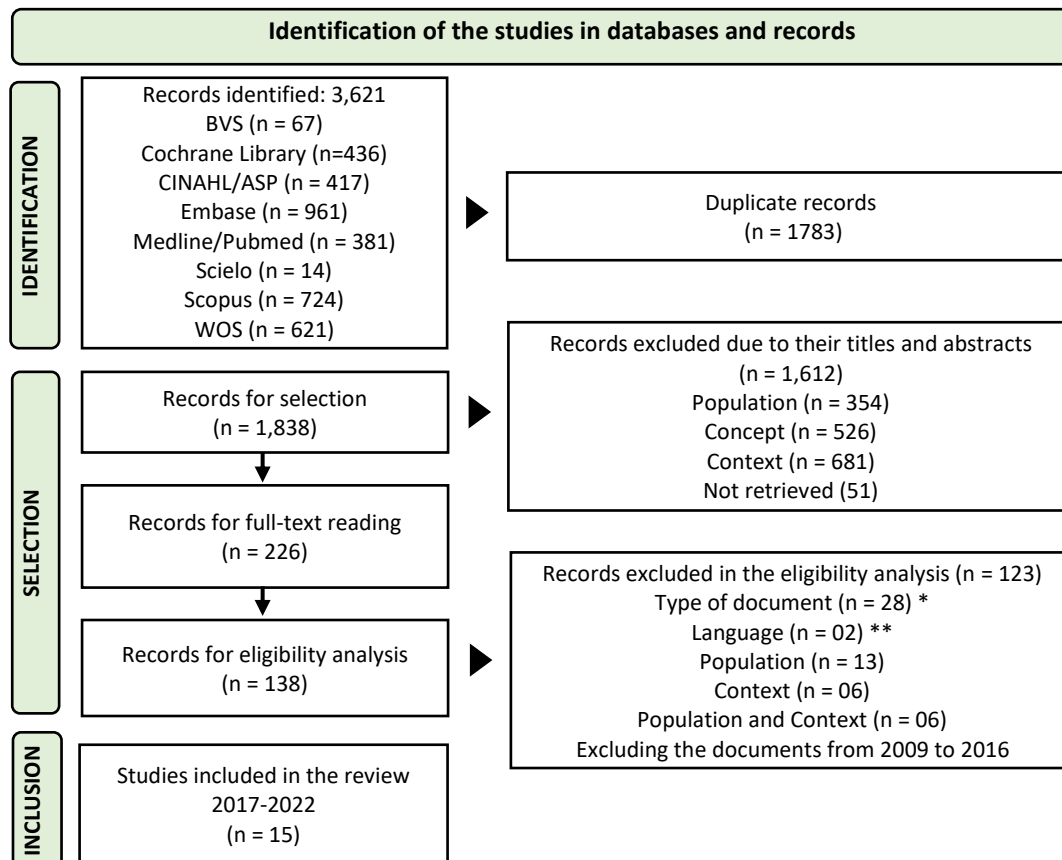 Identification of the studies in databases and records
IDENTIFICATION
Records identified: 3,621
BVS (n = 67)
Cochrane Library (n=436)
CINAHL/ASP (n = 417)
Embase (n = 961)
Medline/Pubmed (n = 381)
Scielo (n = 14)
Scopus (n = 724)
WOS (n = 621)
Duplicate records
(n = 1783)
SELECTION
Records for selection
(n = 1,838)
Records excluded due to their titles and abstracts
(n = 1,612)
Population (n = 354)
Concept (n = 526)
Context (n = 681)
Not retrieved (51)
Records for full-text reading
(n = 226)
Records for eligibility analysis
(n = 138)
Records excluded in the eligibility analysis (n = 123)
Type of document (n = 28) *
Language (n = 02) **
Population (n = 13)
Context (n = 06)
Population and Context (n = 06)
Excluding the documents from 2009 to 2016
INCLUSION
Studies included in the review
2017-2022
(n = 15)